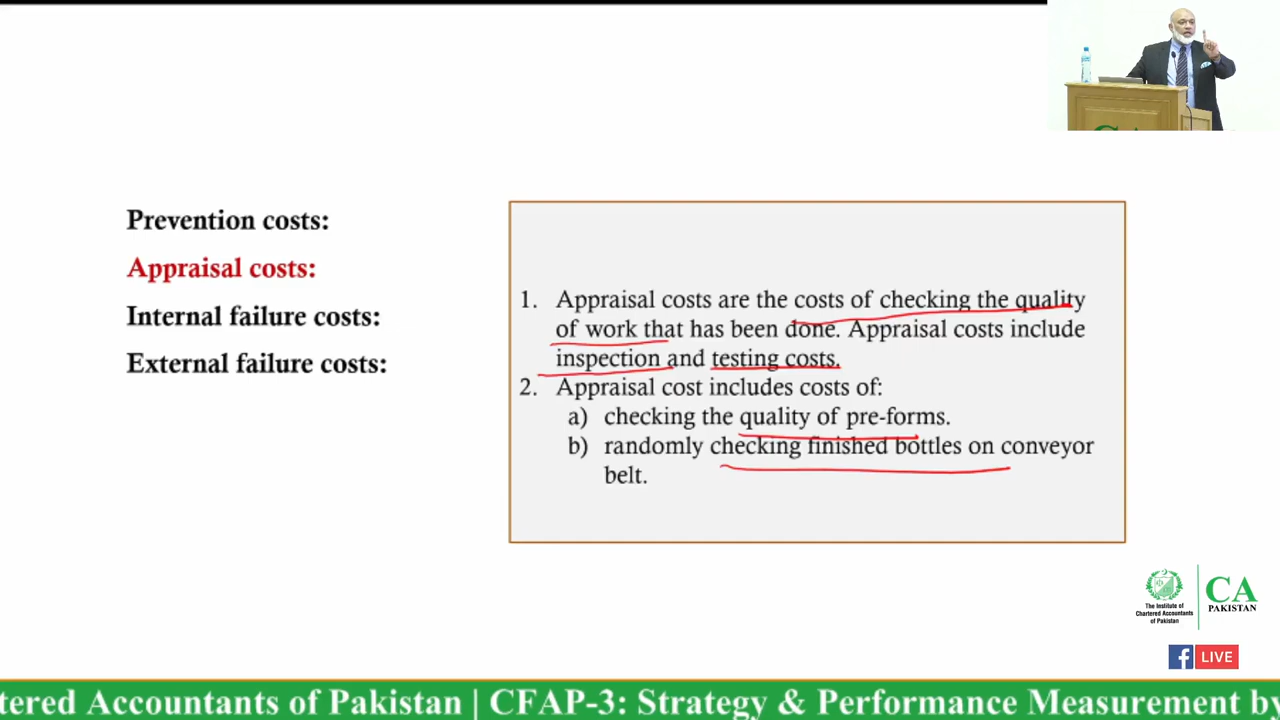 Prevention costs:
Appraisal costs:
Internal failure costs:
External failure costs:
1. Appraisal costs are the costs of checking the quality
of work that has been done. Appraisal costs include
inspection and testing costs.
2. Appraisal cost includes costs of:
a) checking the quality of pre-forms.
b) randomly checking finished bottles on conveyor
belt.
The Institute of
Chartered Accountants
of Pakistan
CA
PAKISTAN
f LIVE
tered Accountants of Pakistan | CFAP-3: Strategy & Performance Measurement by